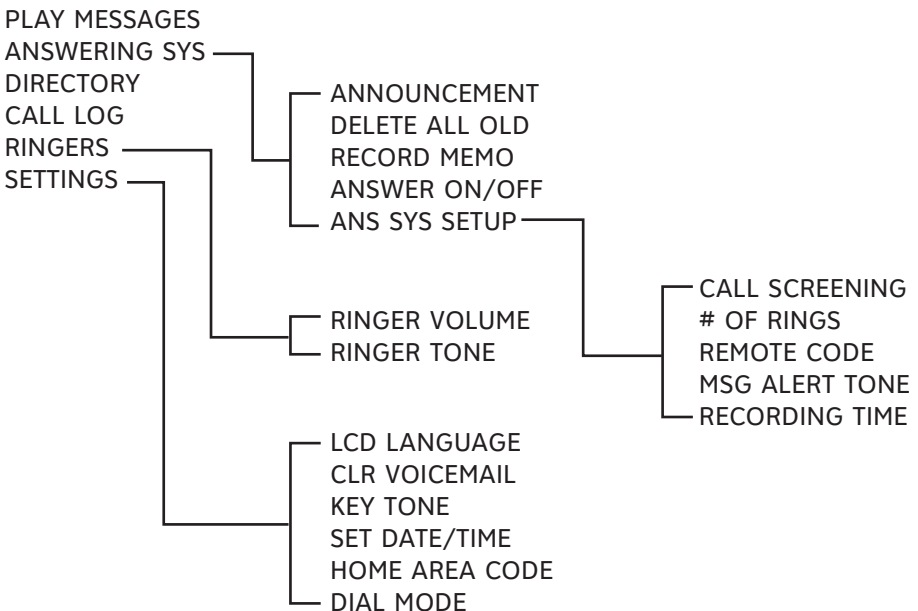 PLAY MESSAGES
ANSWERING SYS
DIRECTORY
CALL LOG
RINGERS
SETTINGS
ANNOUNCEMENT
DELETE ALL OLD
RECORD MEMO
ANSWER ON/OFF
ANS SYS SETUP
CALL SCREENING
# OF RINGS
REMOTE CODE
MSG ALERT TONE
RECORDING TIME
RINGER VOLUME
RINGER TONE
LCD LANGUAGE
CLR VOICEMAIL
KEY TONE
SET DATE/TIME
HOME AREA CODE
DIAL MODE